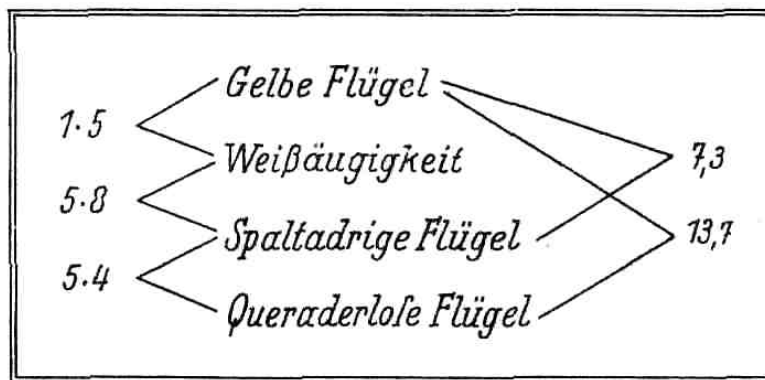 Gelbe Flügel
1·5
Weißäugigkeit
7,3
5·8
Spaltadrige Flügel
13,7
5·4
Queraderloſe Flügel